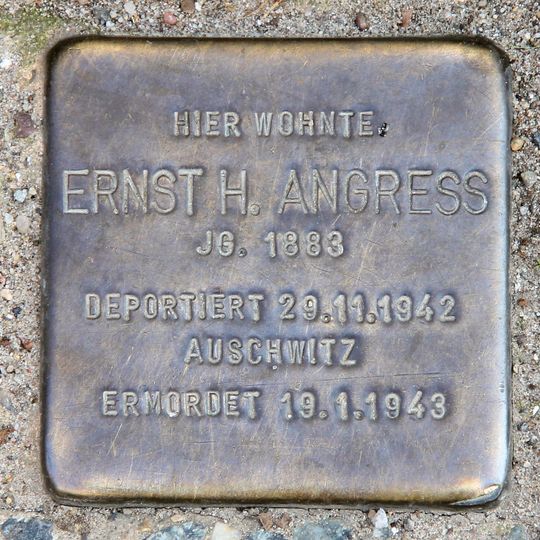 HIER WOHNTE
ERNST H. ANGRESS
JG. 1883
DEPORTIERT 29.11.1942
AUSCHWITZ
ERMORDET 19.1.1943